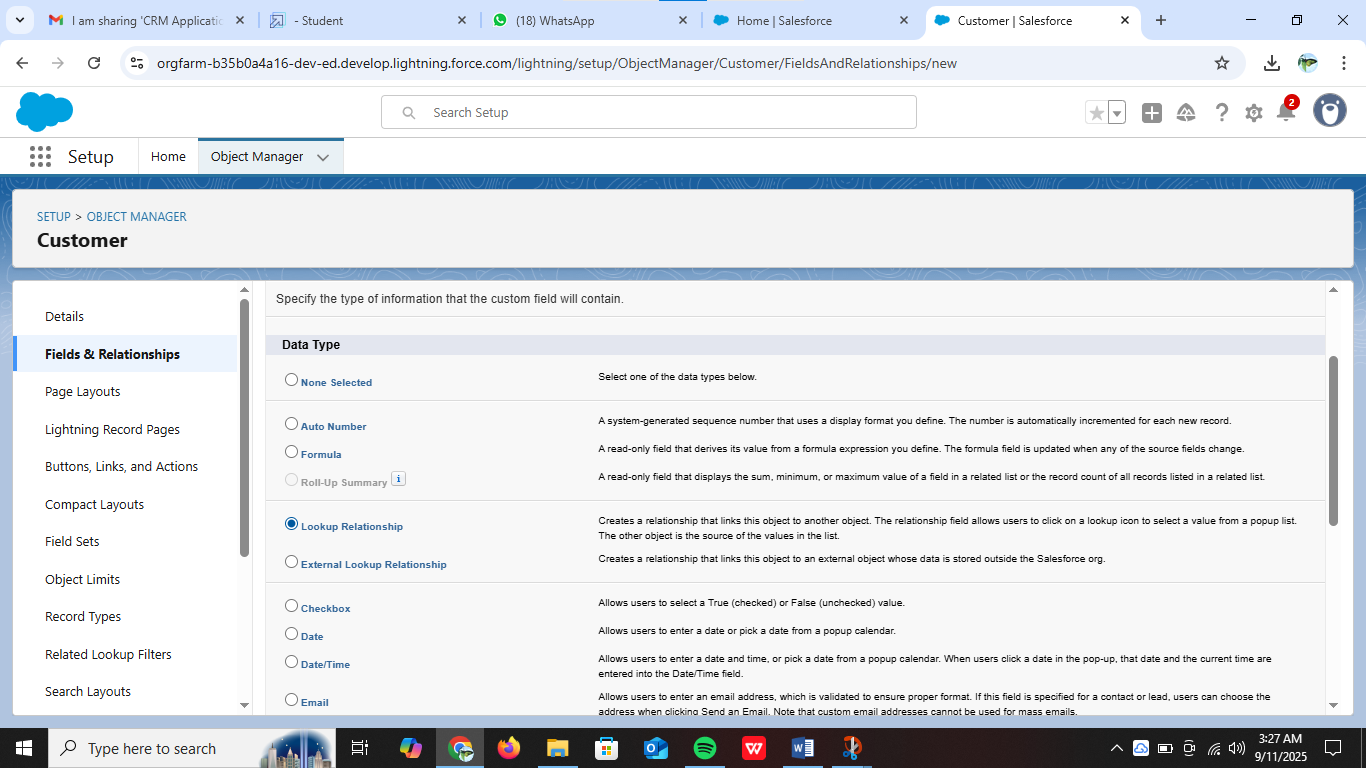 I am sharing 'CRM Applicatio
- Student
(18) WhatsApp
Home | Salesforce
Customer | Salesforce
orgfarm-b35b0a4a16-dev-ed.develop.lightning.force.com/lightning/setup/ObjectManager/Customer/FieldsAndRelationships/new
Search Setup
2
Setup
Home
Object Manager
SETUP > OBJECT MANAGER
Customer
Details
Fields & Relationships
Page Layouts
Lightning Record Pages
Buttons, Links, and Actions
Compact Layouts
Field Sets
Object Limits
Record Types
Related Lookup Filters
Search Layouts
Specify the type of information that the custom field will contain.
Data Type
None Selected
Select one of the data types below.
Auto Number
A system-generated sequence number that uses a display format you define. The number is automatically incremented for each new record.
Formula
A read-only field that derives its value from a formula expression you define. The formula field is updated when any of the source fields change.
Roll-Up Summary i
A read-only field that displays the sum, minimum, or maximum value of a field in a related list or the record count of all records listed in a related list.
Lookup Relationship
Creates a relationship that links this object to another object. The relationship field allows users to click on a lookup icon to select a value from a popup list.
The other object is the source of the values in the list.
External Lookup Relationship
Creates a relationship that links this object to an external object whose data is stored outside the Salesforce org.
Checkbox
Allows users to select a True (checked) or False (unchecked) value.
Date
Allows users to enter a date or pick a date from a popup calendar.
Date/Time
Allows users to enter a date and time, or pick a date from a popup calendar. When users click a date in the pop-up, that date and the current time are
entered into the Date/Time field.
Email
Allows users to enter an email address, which is validated to ensure proper format. If this field is specified for a contact or lead, users can choose the
address when clicking Send an Email. Note that custom email addresses cannot be used for mass emails.
Type here to search
3:27 AM
9/11/2025